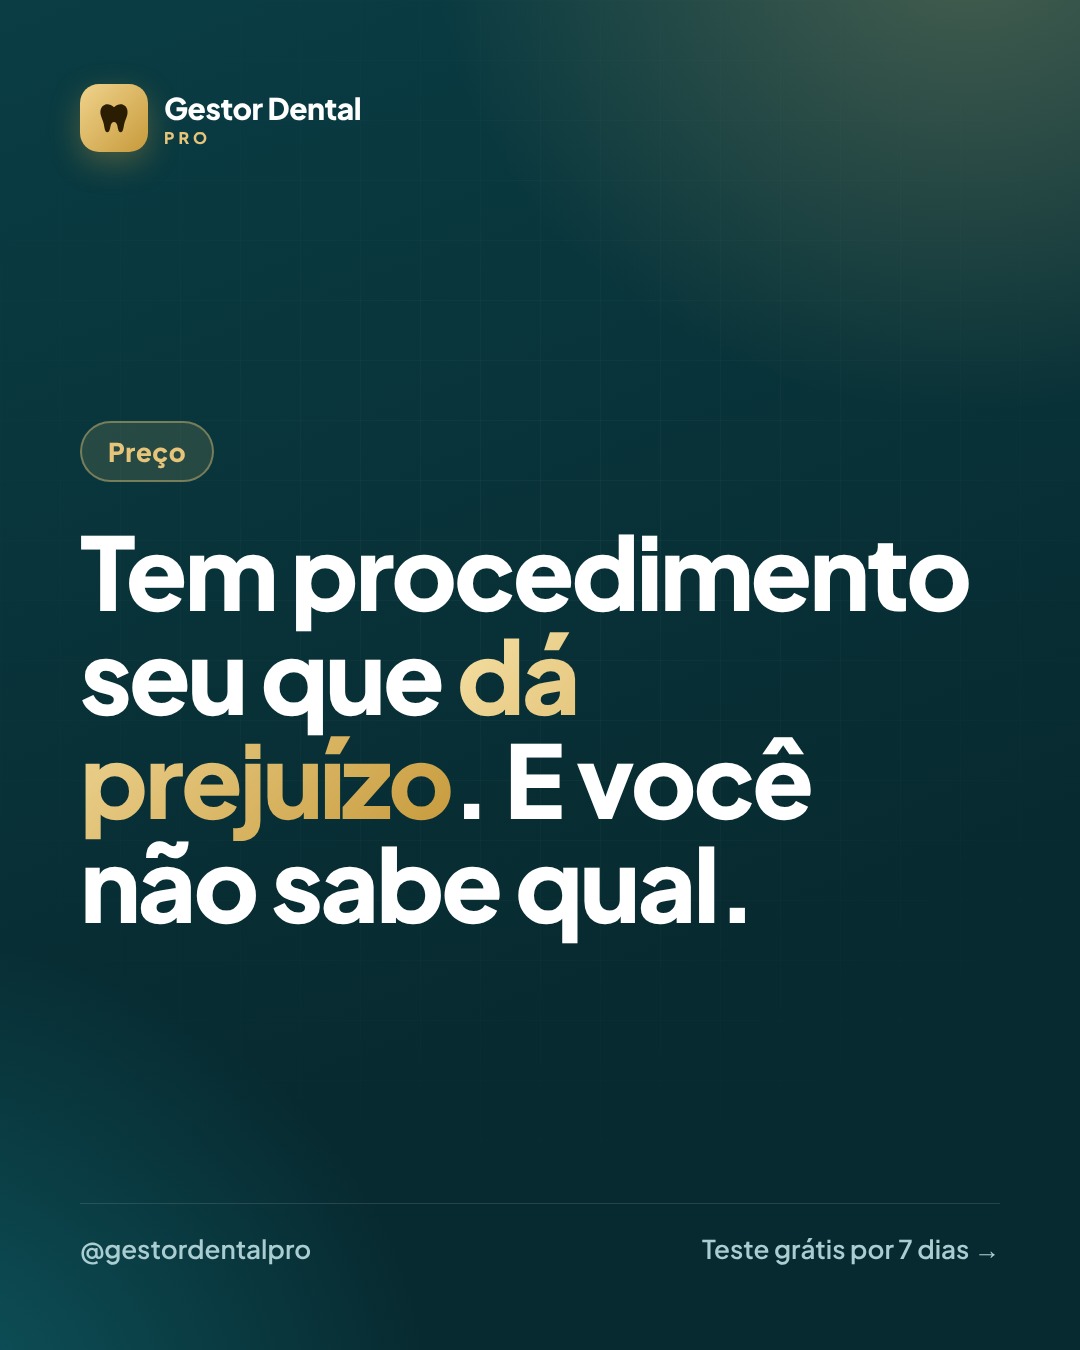 Gestor Dental
PRO
Preço
Tem procedimento
seu que dá
prejuízo. E você
não sabe qual.
@gestordentalpro
Teste grátis por 7 dias →